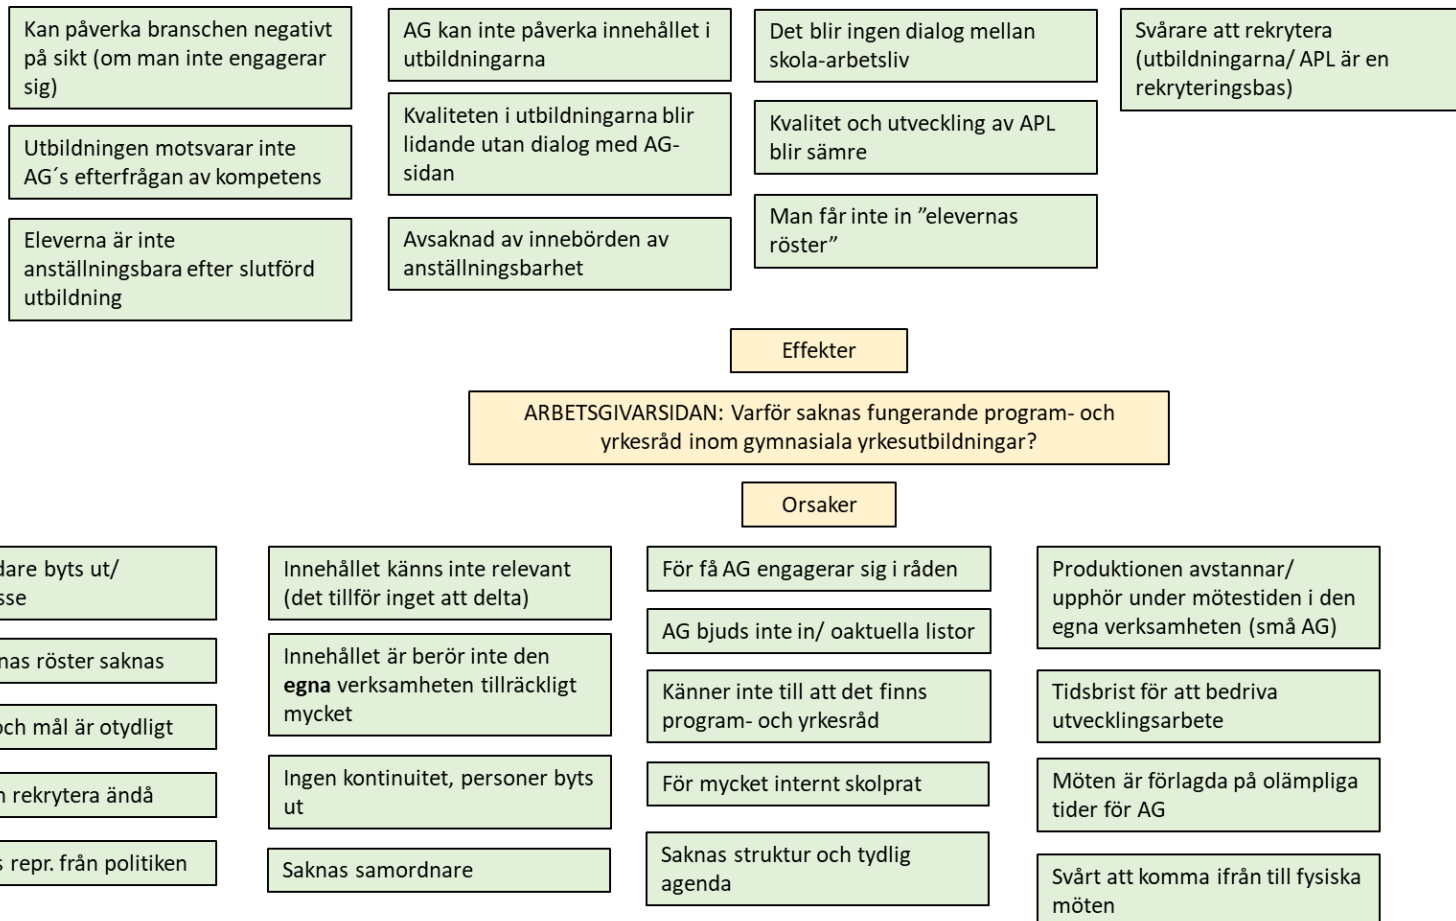 Kan påverka branschen negativt
på sikt (om man inte engagerar
sig)
Utbildningen motsvarar inte
AG´s efterfrågan av kompetens
Eleverna är inte
anställningsbara efter slutförd
utbildning
AG kan inte påverka innehållet i
utbildningarna
Kvaliteten i utbildningarna blir
lidande utan dialog med AG-
sidan
Avsaknad av innebörden av
anställningsbarhet
Det blir ingen dialog mellan
skola-arbetsliv
Kvalitet och utveckling av APL
blir sämre
Man får inte in ”elevernas
röster”
Svårare att rekrytera
(utbildningarna/ APL är en
rekryteringsbas)
Effekter
ARBETSGIVARSIDAN: Varför saknas fungerande program- och
yrkesråd inom gymnasiala yrkesutbildningar?
Orsaker
byts ut/
röster saknas
och mål är otydligt
rekrytera ändå
repr. från politiken
Innehållet känns inte relevant
(det tillför inget att delta)
Innehållet är berör inte den
egna verksamheten tillräckligt
mycket
Ingen kontinuitet, personer byts
ut
Saknas samordnare
För få AG engagerar sig i råden
AG bjuds inte in/ oaktuella listor
Känner inte till att det finns
program- och yrkesråd
För mycket internt skolprat
Saknas struktur och tydlig
agenda
Produktionen avstannar/
upphör under mötestiden i den
egna verksamheten (små AG)
Tidsbrist för att bedriva
utvecklingsarbete
Möten är förlagda på olämpliga
tider för AG
Svårt att komma ifrån till fysiska
möten